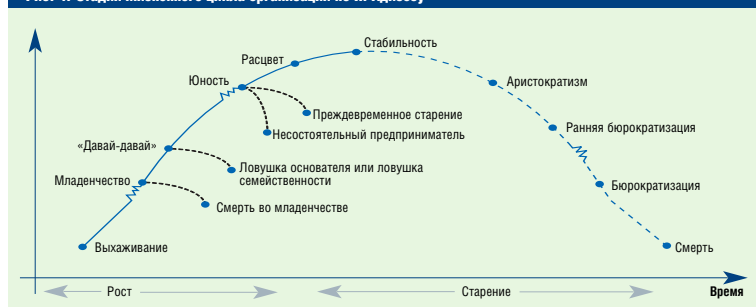 Стабильность
Расцвет
Юность
Аристократизм
Преждевременное старение
Несостоятельный предприниматель
Ранняя бюрократизация
«Давай-давай»
Ловушка основателя или ловушка
семейственности
Младенчество
Бюрократизация
Смерть во младенчестве
Выхаживание
Смерть
Рост
Старение
Время